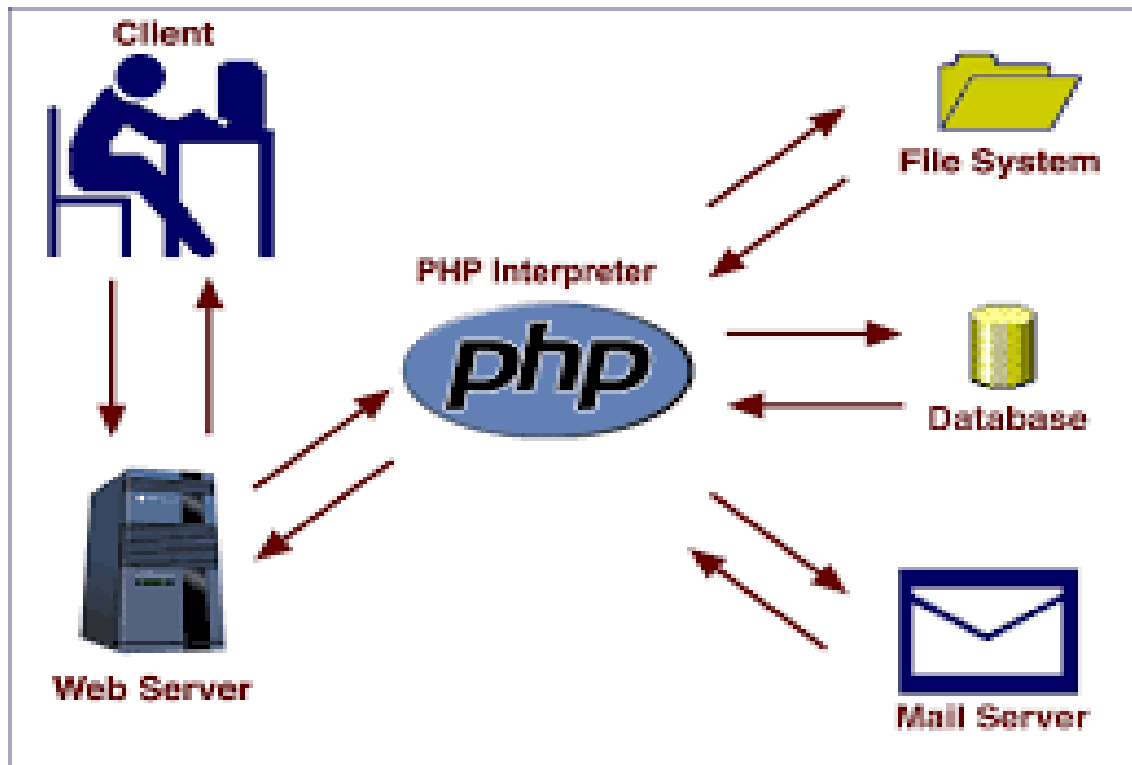 Client
File System
PHP Interpreter
php
Database
Web Server
Mail Server